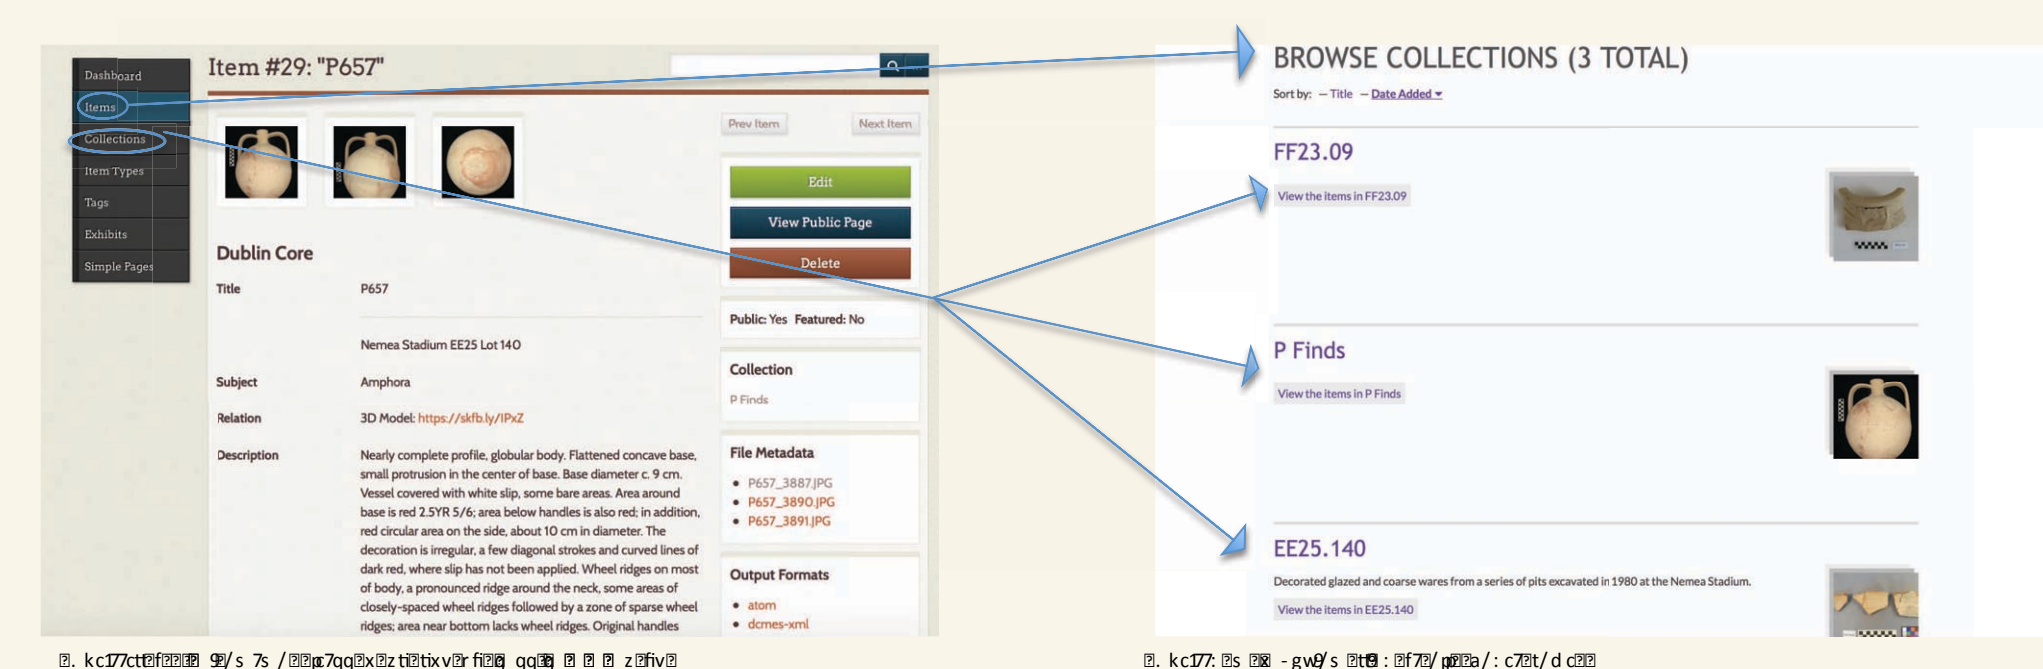 Dashboard
Items
Collections
Item Types
Tags
Exhibits
Simple Pages
Item #29: "P657"
Prev Item
Next Item
Edit
View Public Page
Delete
Dublin Core
Title
P657
Nemea Stadium EE25 Lot 140
Subject
Amphora
Relation
3D Model: https://skfb.ly/IPxZ
Description
Nearly complete profile, globular body. Flattened concave base,
small protrusion in the center of base. Base diameter c. 9 cm.
Vessel covered with white slip, some bare areas. Area around
base is red 2.5YR 5/6; area below handles is also red; in addition,
red circular area on the side, about 10 cm in diameter. The
decoration is irregular, a few diagonal strokes and curved lines of
dark red, where slip has not been applied. Wheel ridges on most
of body, a pronounced ridge around the neck, some areas of
closely-spaced wheel ridges followed by a zone of sparse wheel
ridges; area near bottom lacks wheel ridges. Original handles
Public: Yes Featured: No
Collection
P Finds
File Metadata
• P657_3887.JPG
• P657_3890.JPG
• P657_3891.JPG
Output Formats
• atom
• dcmes-xml
BROWSE COLLECTIONS (3 TOTAL)
Sort by: – Title – Date Added
FF23.09
View the items in FF23.09
P Finds
View the items in P Finds
EE25.140
Decorated glazed and coarse wares from a series of pits excavated in 1980 at the Nemea Stadium.
View the items in EE25.140